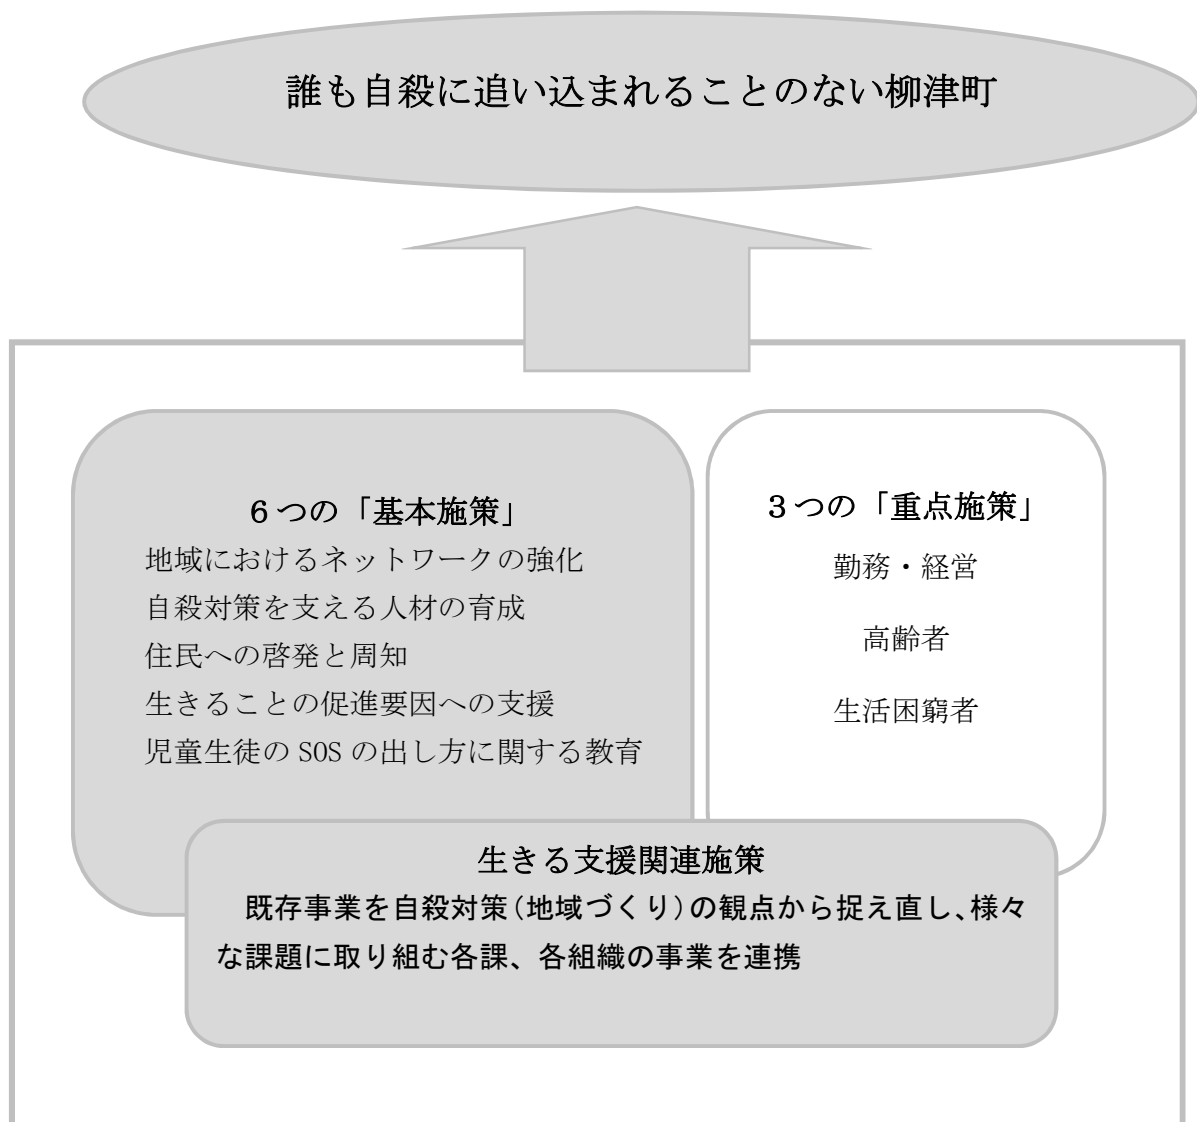 誰も自殺に追い込まれることのない柳津町
6つの「基本施策」
地域におけるネットワークの強化
自殺対策を支える人材の育成
住民への啓発と周知
生きることの促進要因への支援
児童生徒の SOS の出し方に関する教育
3つの「重点施策」
勤務・経営
高齢者
生活困窮者
生きる支援関連施策
既存事業を自殺対策(地域づくり)の観点から捉え直し、様々
な課題に取り組む各課、各組織の事業を連携